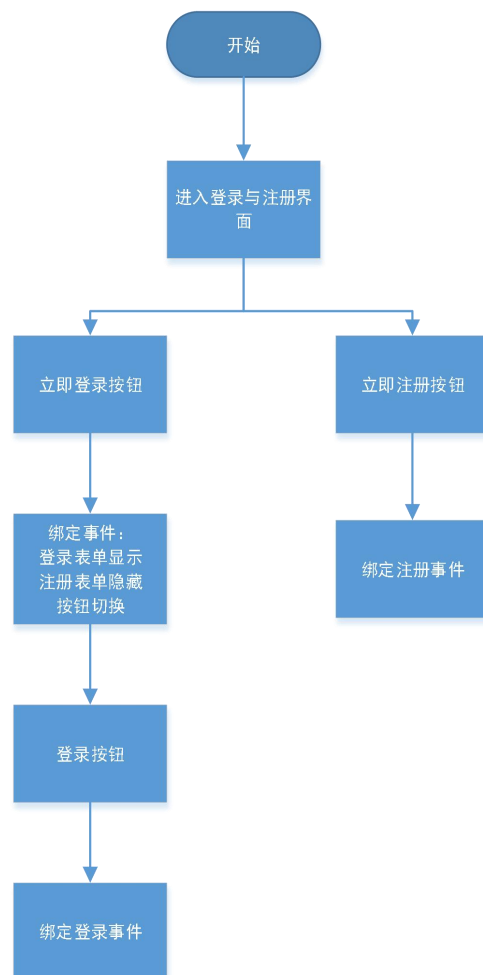 开始
进入登录与注册界
面
立即登录按钮
立即注册按钮
绑定事件：
登录表单显示
注册表单隐藏
按钮切换
绑定注册事件
登录按钮
绑定登录事件